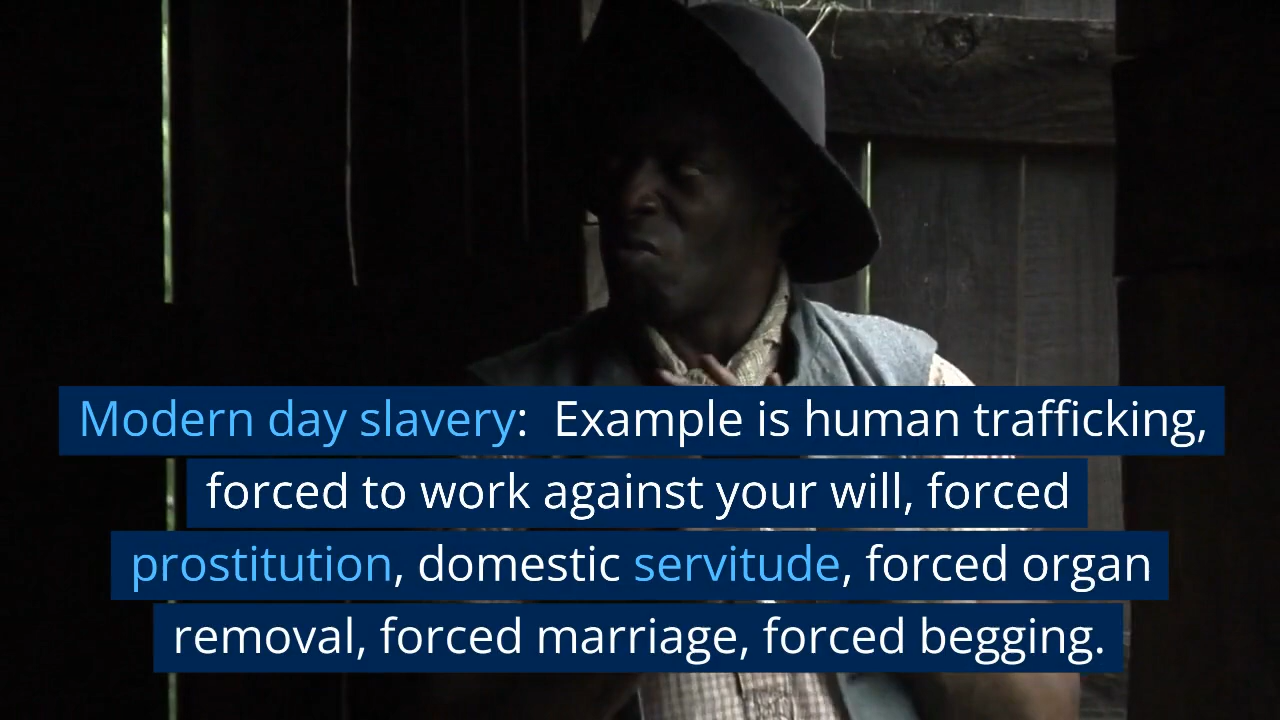 Modern day slavery:  Example is human trafficking,
forced to work against your will, forced
prostitution, domestic servitude, forced organ
removal, forced marriage, forced begging.